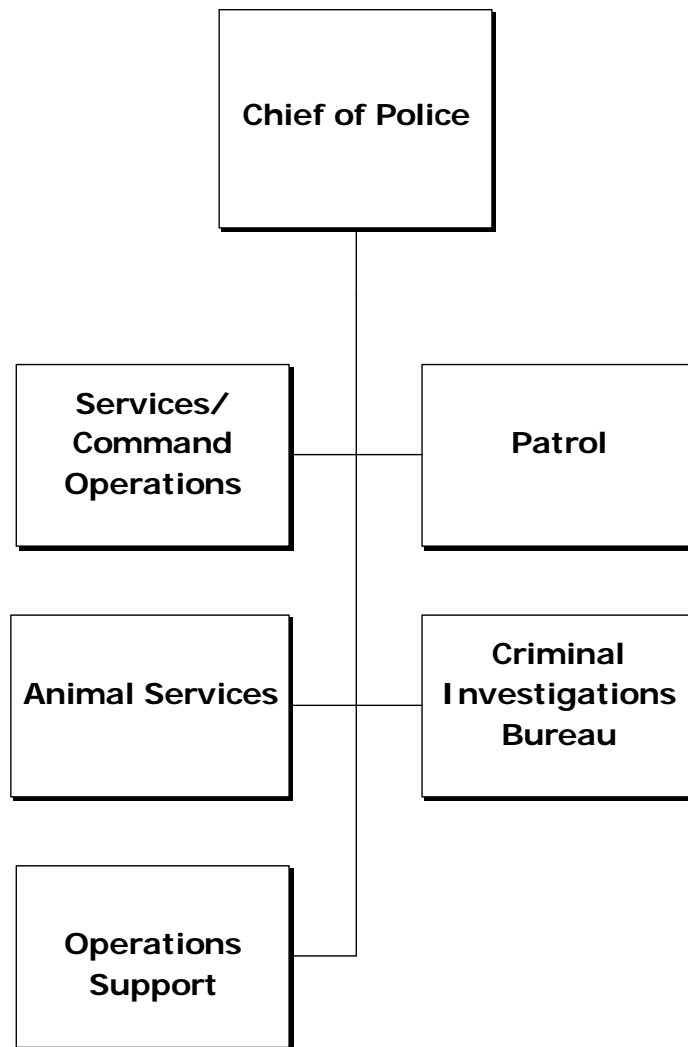 Chief of Police
Services/
Command
Operations
Patrol
Animal Services
Criminal
Investigations
Bureau
Operations
Support